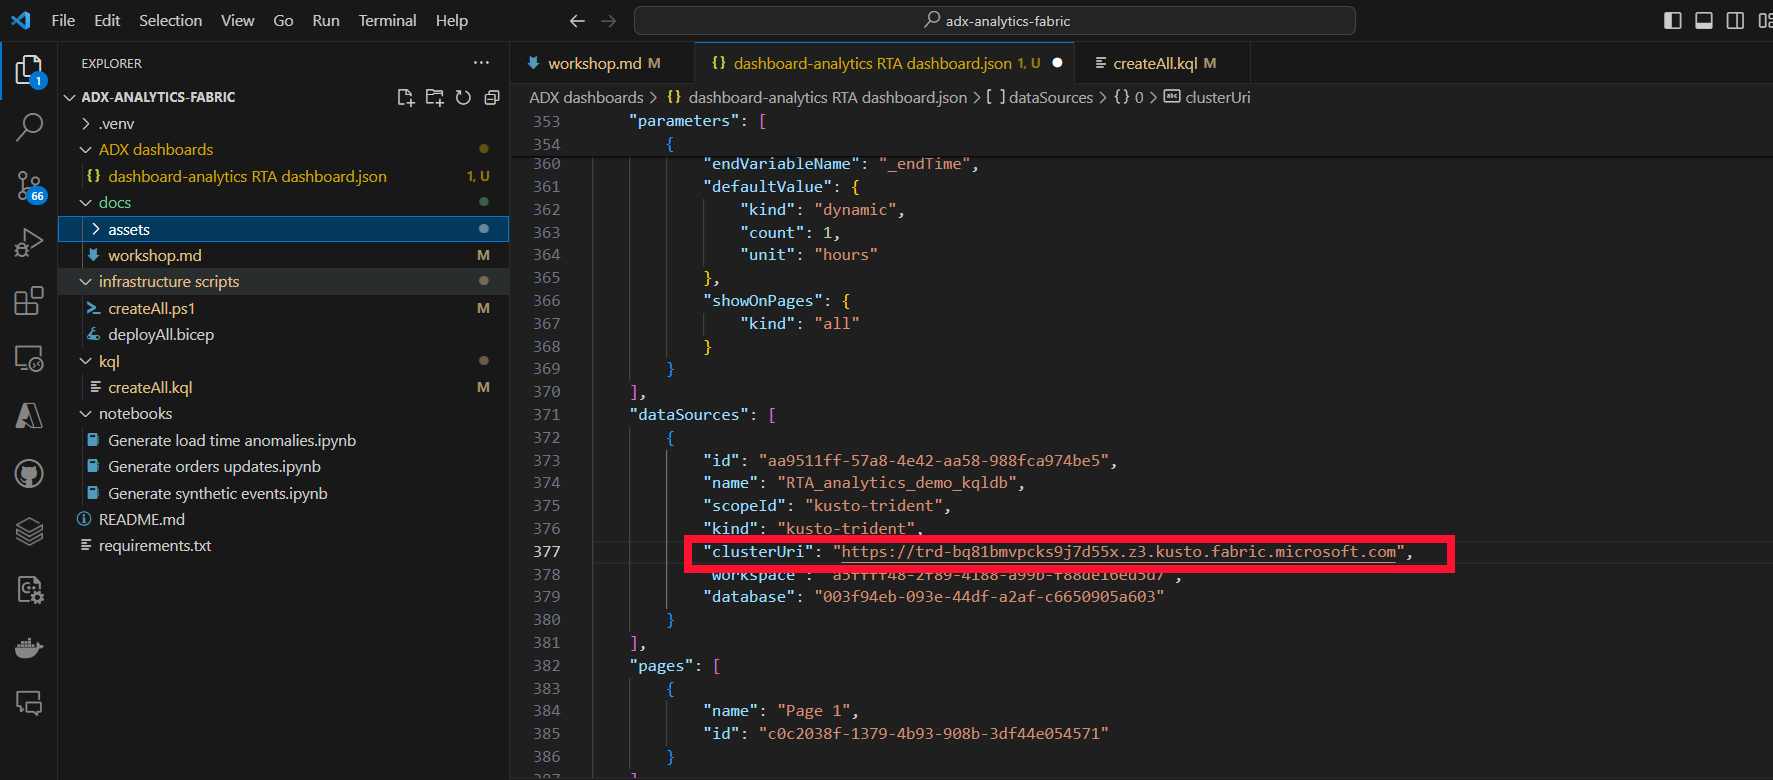 File Edit Selection View Go Run Terminal Help
adx-analytics-fabric
EXPLORER
ADX-ANALYTICS-FABRIC
.venv
ADX dashboards
dashboard-analytics RTA dashboard.json 1, U
docs
assets
workshop.md M
infrastructure scripts
createAll.ps1 M
deployAll.bicep
kql
createAll.kql M
notebooks
Generate load time anomalies.ipynb
Generate orders updates.ipynb
Generate synthetic events.ipynb
README.md
requirements.txt
1
66
workshop.md M dashboard-analytics RTA dashboard.json 1, U createAll.kql M
ADX dashboards > {} dashboard-analytics RTA dashboard.json > [ ] dataSources > {} 0 > abc clusterUri
353 "parameters": [
354 {
360 "endVariableName": "_endTime",
361 "defaultValue": {
362 "kind": "dynamic",
363 "count": 1,
364 "unit": "hours"
365 },
366 "showOnPages": {
367 "kind": "all"
368 }
369 }
370 ],
371 "dataSources": [
372 {
373 "id": "aa9511ff-57a8-4e42-aa58-988fca974be5",
374 "name": "RTA_analytics_demo_kqldb",
375 "scopeId": "kusto-trident",
376 "kind": "kusto-trident",
377 "clusterUri": "https://trd-bq81bmvpcks9j7d55x.z3.kusto.fabric.microsoft.com",
378 "workspace": "a5ffff48-2f89-4188-a99b-f88de16ed5d7",
379 "database": "003f94eb-093e-44df-a2af-c6650905a603"
380 }
381 ],
382 "pages": [
383 {
384 "name": "Page 1",
385 "id": "c0c2038f-1379-4b93-908b-3df44e054571"
386 }
387 ]